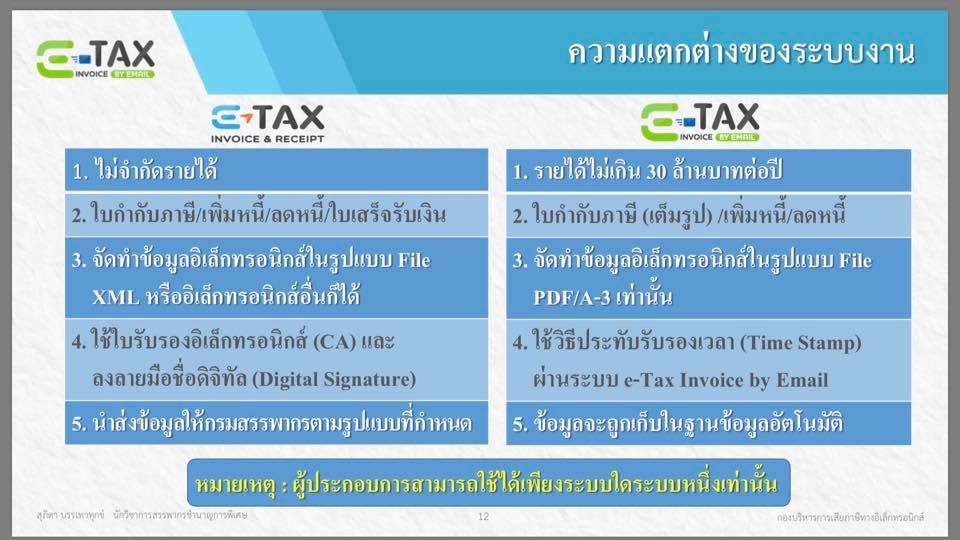 e-TAX
INVOICE BY EMAIL
ความแตกต่างของระบบงาน
e-TAX
INVOICE & RECEIPT
e-TAX
INVOICE BY EMAIL
1. ไม่จำกัดรายได้
2. ใบกำกับภาษี/เพิ่มหนี้/ลดหนี้/ใบเสร็จรับเงิน
3. จัดทำข้อมูลอิเล็กทรอนิกส์ในรูปแบบ File
XML หรืออิเล็กทรอนิกส์อื่นก็ได้
4. ใช้ใบรับรองอิเล็กทรอนิกส์ (CA) และ
ลงลายมือชื่อดิจิทัล (Digital Signature)
5. นำส่งข้อมูลให้กรมสรรพากรตามรูปแบบที่กำหนด
1. รายได้ไม่เกิน 30 ล้านบาทต่อปี
2. ใบกำกับภาษี (เต็มรูป) /เพิ่มหนี้/ลดหนี้
3. จัดทำข้อมูลอิเล็กทรอนิกส์ในรูปแบบ File
PDF/A-3 เท่านั้น
4. ใช้วิธีประทับรับรองเวลา (Time Stamp)
ผ่านระบบ e-Tax Invoice by Email
5. ข้อมูลจะถูกเก็บในฐานข้อมูลอัตโนมัติ
หมายเหตุ : ผู้ประกอบการสามารถใช้ได้เพียงระบบใดระบบหนึ่งเท่านั้น
สุภิตา บรรเทาทุกข์ นักวิชาการสรรพากรชำนาญการพิเศษ
12
กองบริหารการเสียภาษีทางอิเล็กทรอนิกส์